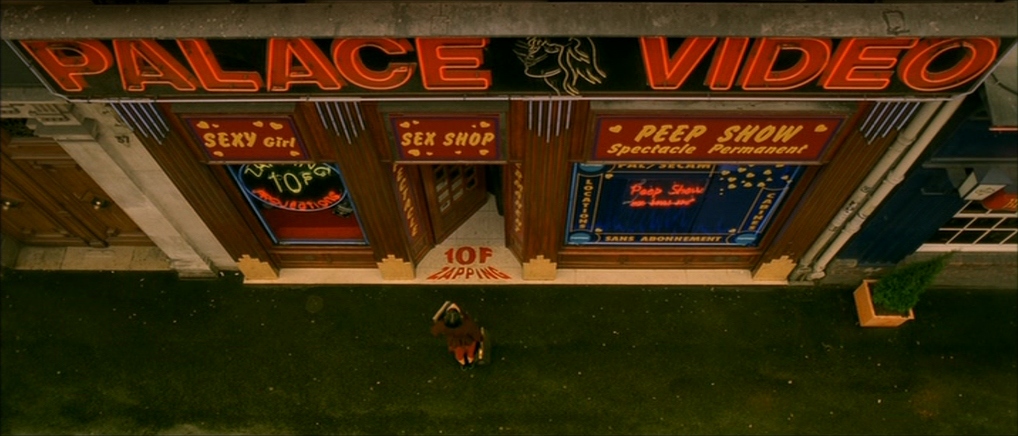 PALACE VIDEO
SEXY Girl
SEX SHOP
PEEP SHOW
Spectacle Permanent
10F
PROJECTIONS
PAL/SECAM
LOCATIONS
Peep Show
SANS ABONNEMENT
10F
ZAPPING